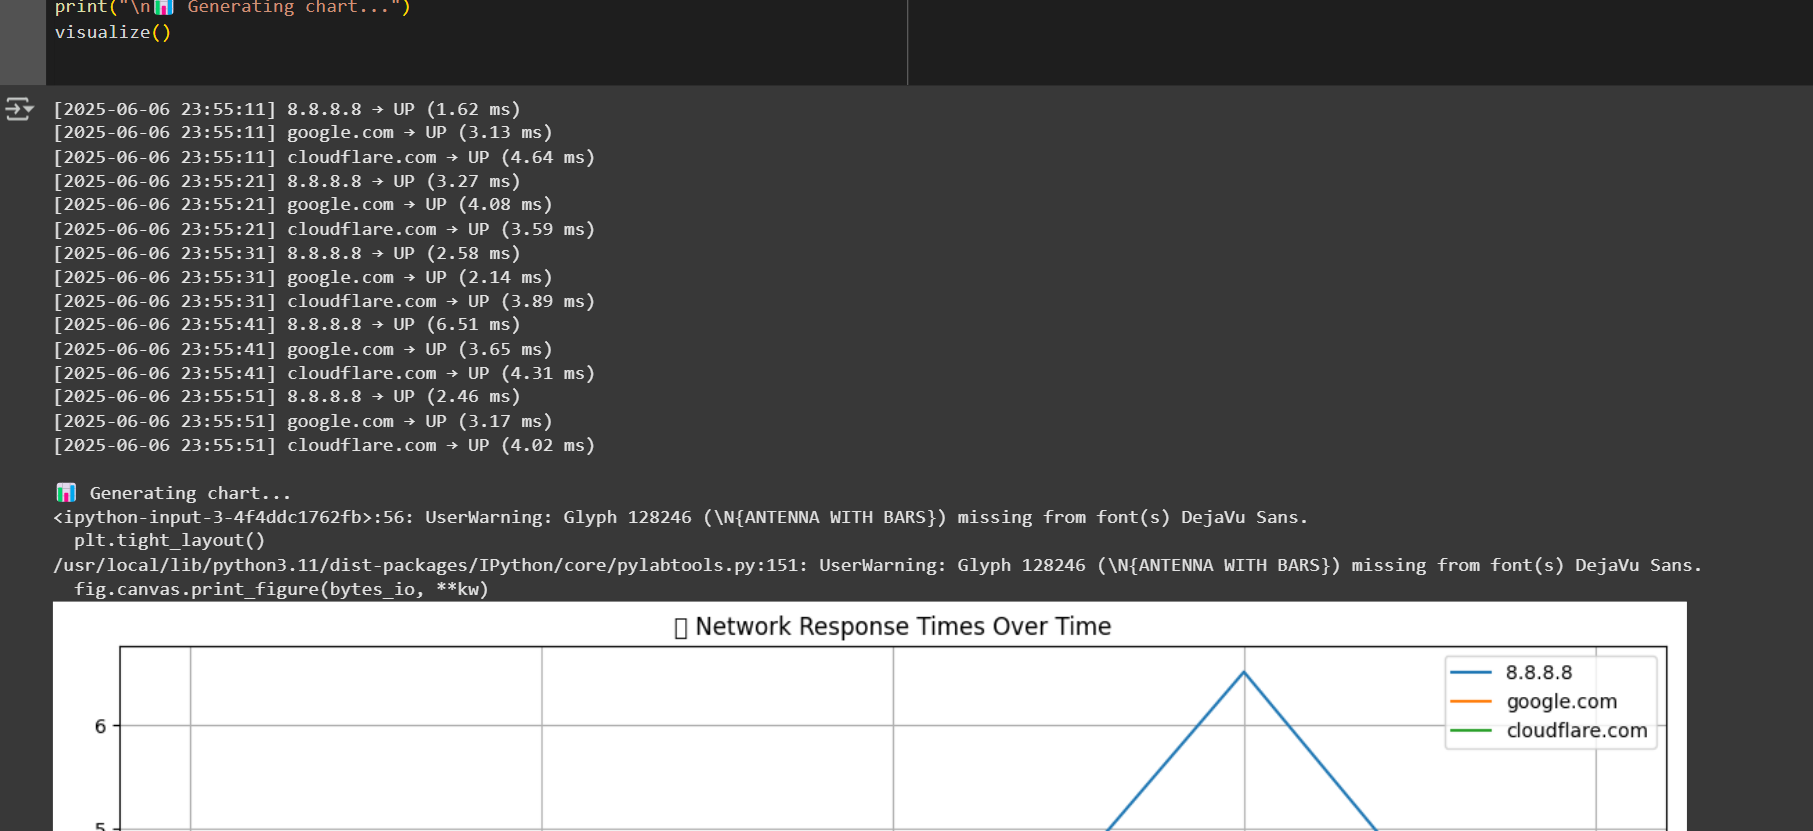 print("\n📊 Generating chart...")
visualize()
[2025-06-06 23:55:11] 8.8.8.8 → UP (1.62 ms)
[2025-06-06 23:55:11] google.com → UP (3.13 ms)
[2025-06-06 23:55:11] cloudflare.com → UP (4.64 ms)
[2025-06-06 23:55:21] 8.8.8.8 → UP (3.27 ms)
[2025-06-06 23:55:21] google.com → UP (4.08 ms)
[2025-06-06 23:55:21] cloudflare.com → UP (3.59 ms)
[2025-06-06 23:55:31] 8.8.8.8 → UP (2.58 ms)
[2025-06-06 23:55:31] google.com → UP (2.14 ms)
[2025-06-06 23:55:31] cloudflare.com → UP (3.89 ms)
[2025-06-06 23:55:41] 8.8.8.8 → UP (6.51 ms)
[2025-06-06 23:55:41] google.com → UP (3.65 ms)
[2025-06-06 23:55:41] cloudflare.com → UP (4.31 ms)
[2025-06-06 23:55:51] 8.8.8.8 → UP (2.46 ms)
[2025-06-06 23:55:51] google.com → UP (3.17 ms)
[2025-06-06 23:55:51] cloudflare.com → UP (4.02 ms)
📊 Generating chart...
<ipython-input-3-4f4ddc1762fb>:56: UserWarning: Glyph 128246 (\N{ANTENNA WITH BARS}) missing from font(s) DejaVu Sans.
  plt.tight_layout()
/usr/local/lib/python3.11/dist-packages/IPython/core/pylabtools.py:151: UserWarning: Glyph 128246 (\N{ANTENNA WITH BARS}) missing from font(s) DejaVu Sans.
  fig.canvas.print_figure(bytes_io, **kw)
▯ Network Response Times Over Time
8.8.8.8
google.com
cloudflare.com
6
5